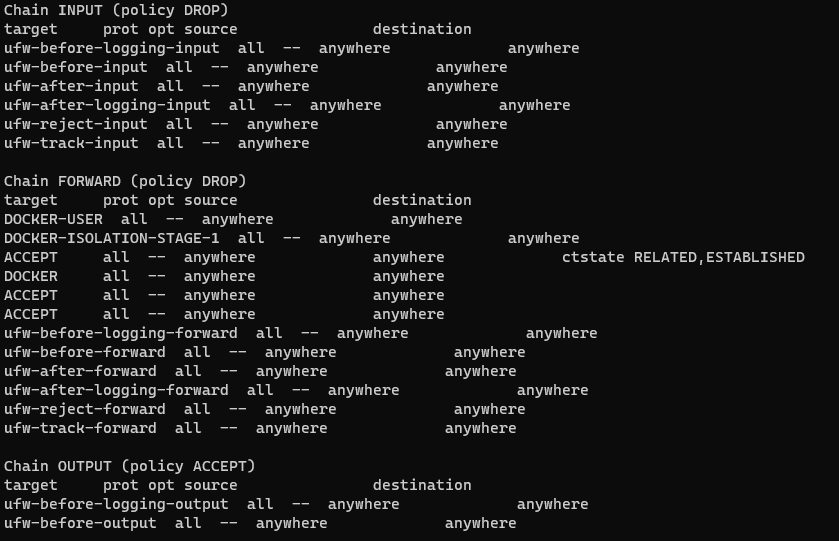 Chain INPUT (policy DROP)
target     prot opt source               destination
ufw-before-logging-input  all  --  anywhere             anywhere
ufw-before-input  all  --  anywhere             anywhere
ufw-after-input  all  --  anywhere             anywhere
ufw-after-logging-input  all  --  anywhere             anywhere
ufw-reject-input  all  --  anywhere             anywhere
ufw-track-input  all  --  anywhere             anywhere

Chain FORWARD (policy DROP)
target     prot opt source               destination
DOCKER-USER  all  --  anywhere             anywhere
DOCKER-ISOLATION-STAGE-1  all  --  anywhere             anywhere
ACCEPT     all  --  anywhere             anywhere             ctstate RELATED,ESTABLISHED
DOCKER     all  --  anywhere             anywhere
ACCEPT     all  --  anywhere             anywhere
ACCEPT     all  --  anywhere             anywhere
ufw-before-logging-forward  all  --  anywhere             anywhere
ufw-before-forward  all  --  anywhere             anywhere
ufw-after-forward  all  --  anywhere             anywhere
ufw-after-logging-forward  all  --  anywhere             anywhere
ufw-reject-forward  all  --  anywhere             anywhere
ufw-track-forward  all  --  anywhere             anywhere

Chain OUTPUT (policy ACCEPT)
target     prot opt source               destination
ufw-before-logging-output  all  --  anywhere             anywhere
ufw-before-output  all  --  anywhere             anywhere